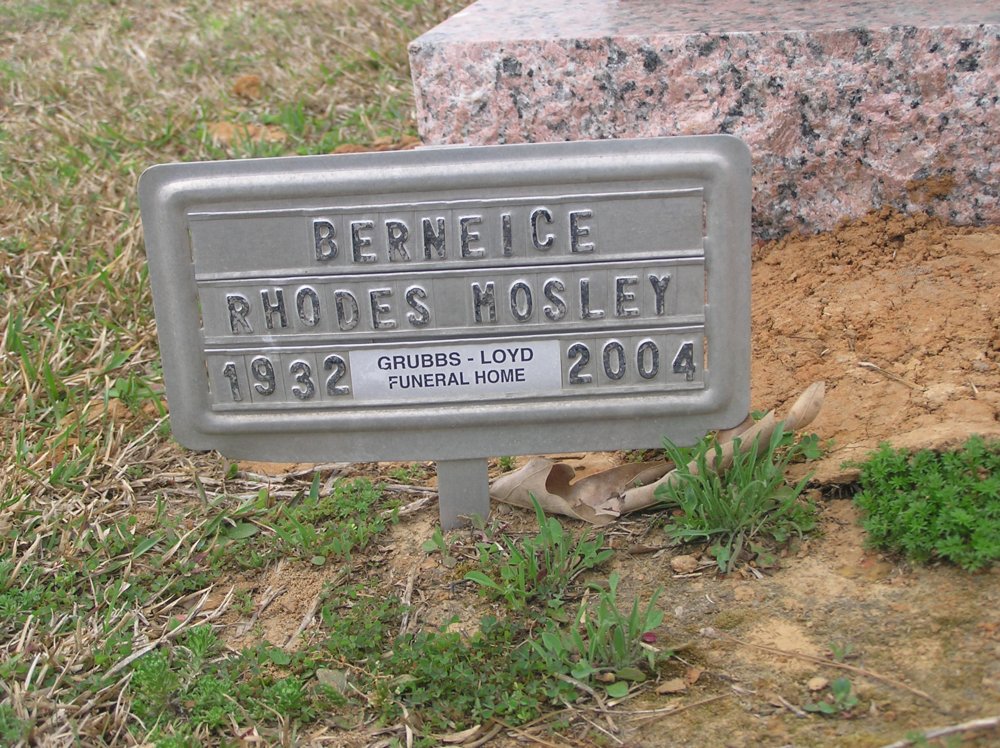 BERNEICE
RHODES MOSLEY
1932 GRUBBS - LOYD FUNERAL HOME 2004